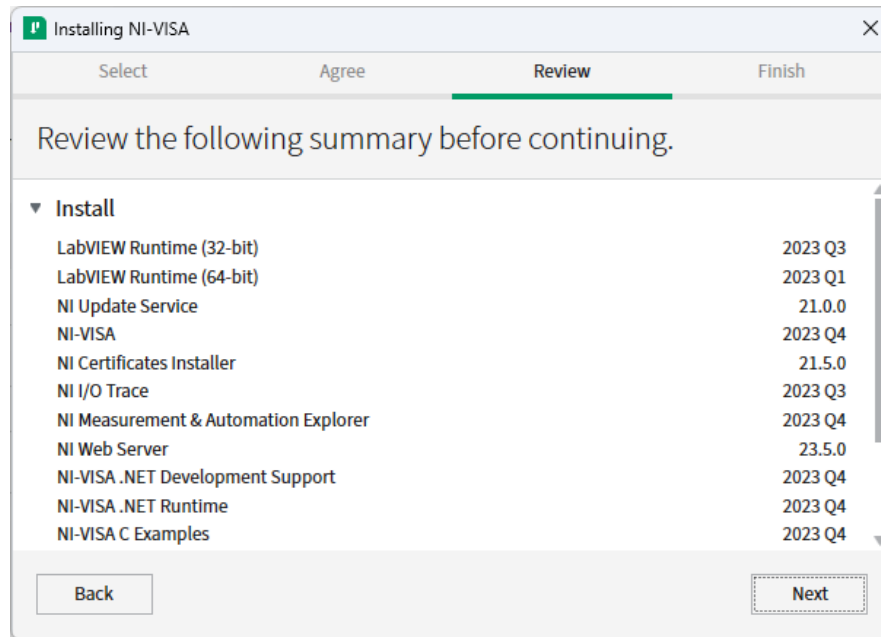 Installing NI-VISA
Select Agree Review Finish
Review the following summary before continuing.
Install
LabVIEW Runtime (32-bit) 2023 Q3
LabVIEW Runtime (64-bit) 2023 Q1
NI Update Service 21.0.0
NI-VISA 2023 Q4
NI Certificates Installer 21.5.0
NI I/O Trace 2023 Q3
NI Measurement & Automation Explorer 2023 Q4
NI Web Server 23.5.0
NI-VISA .NET Development Support 2023 Q4
NI-VISA .NET Runtime 2023 Q4
NI-VISA C Examples 2023 Q4
Back Next